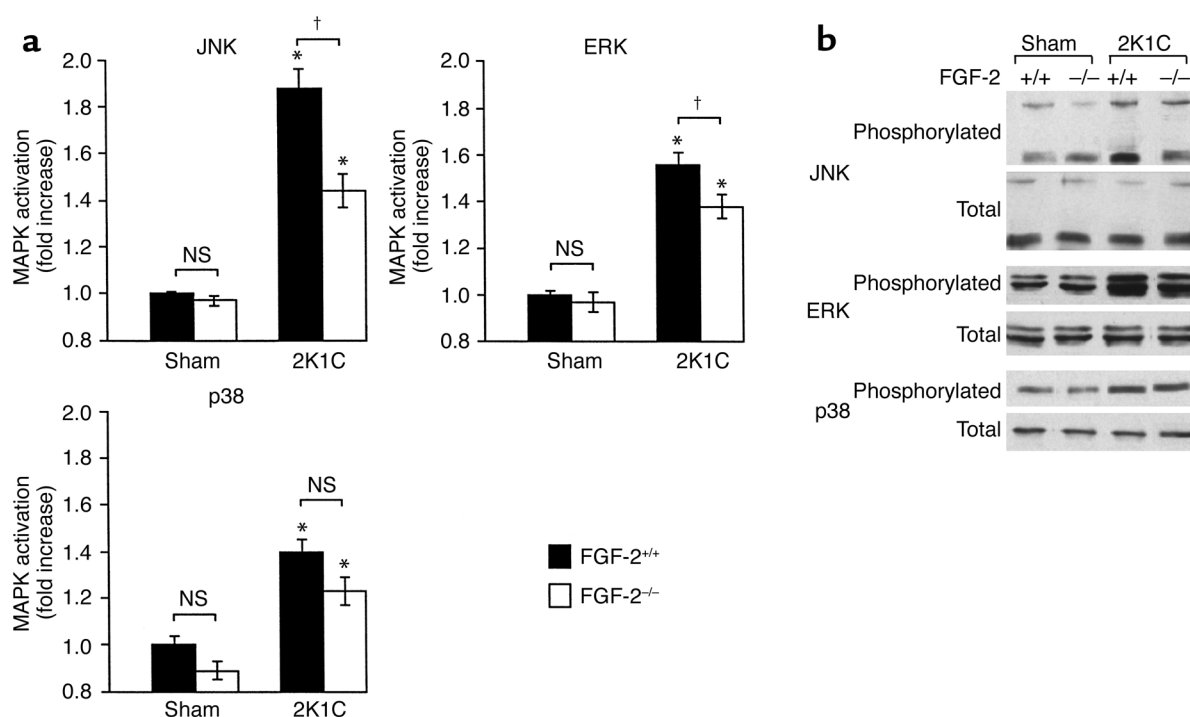 a
JNK
†
2.0
*
1.8
1.6
*
1.4
1.2
NS
1.0
0.8
MAPK activation
(fold increase)
Sham 2K1C
ERK
2.0
1.8
†
1.6
*
*
1.4
1.2
NS
1.0
0.8
MAPK activation
(fold increase)
Sham 2K1C
p38
2.0
1.8
NS
1.6
*
1.4
*
1.2
NS
1.0
0.8
MAPK activation
(fold increase)
Sham 2K1C
FGF-2+/+
FGF-2–/–
b
Sham 2K1C
FGF-2 +/+ –/– +/+ –/–
Phosphorylated
JNK
Total
Phosphorylated
ERK
Total
Phosphorylated
p38
Total